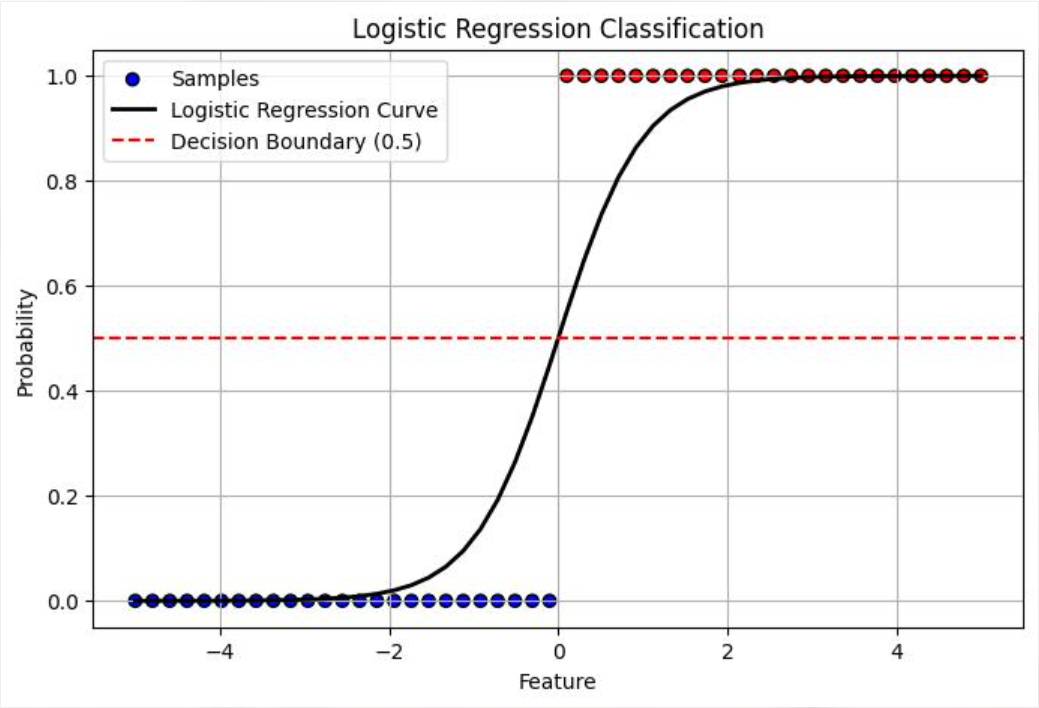 Logistic Regression Classification
Samples
Logistic Regression Curve
Decision Boundary (0.5)
Probability
1.0
0.8
0.6
0.4
0.2
0.0
−4
−2
0
2
4
Feature